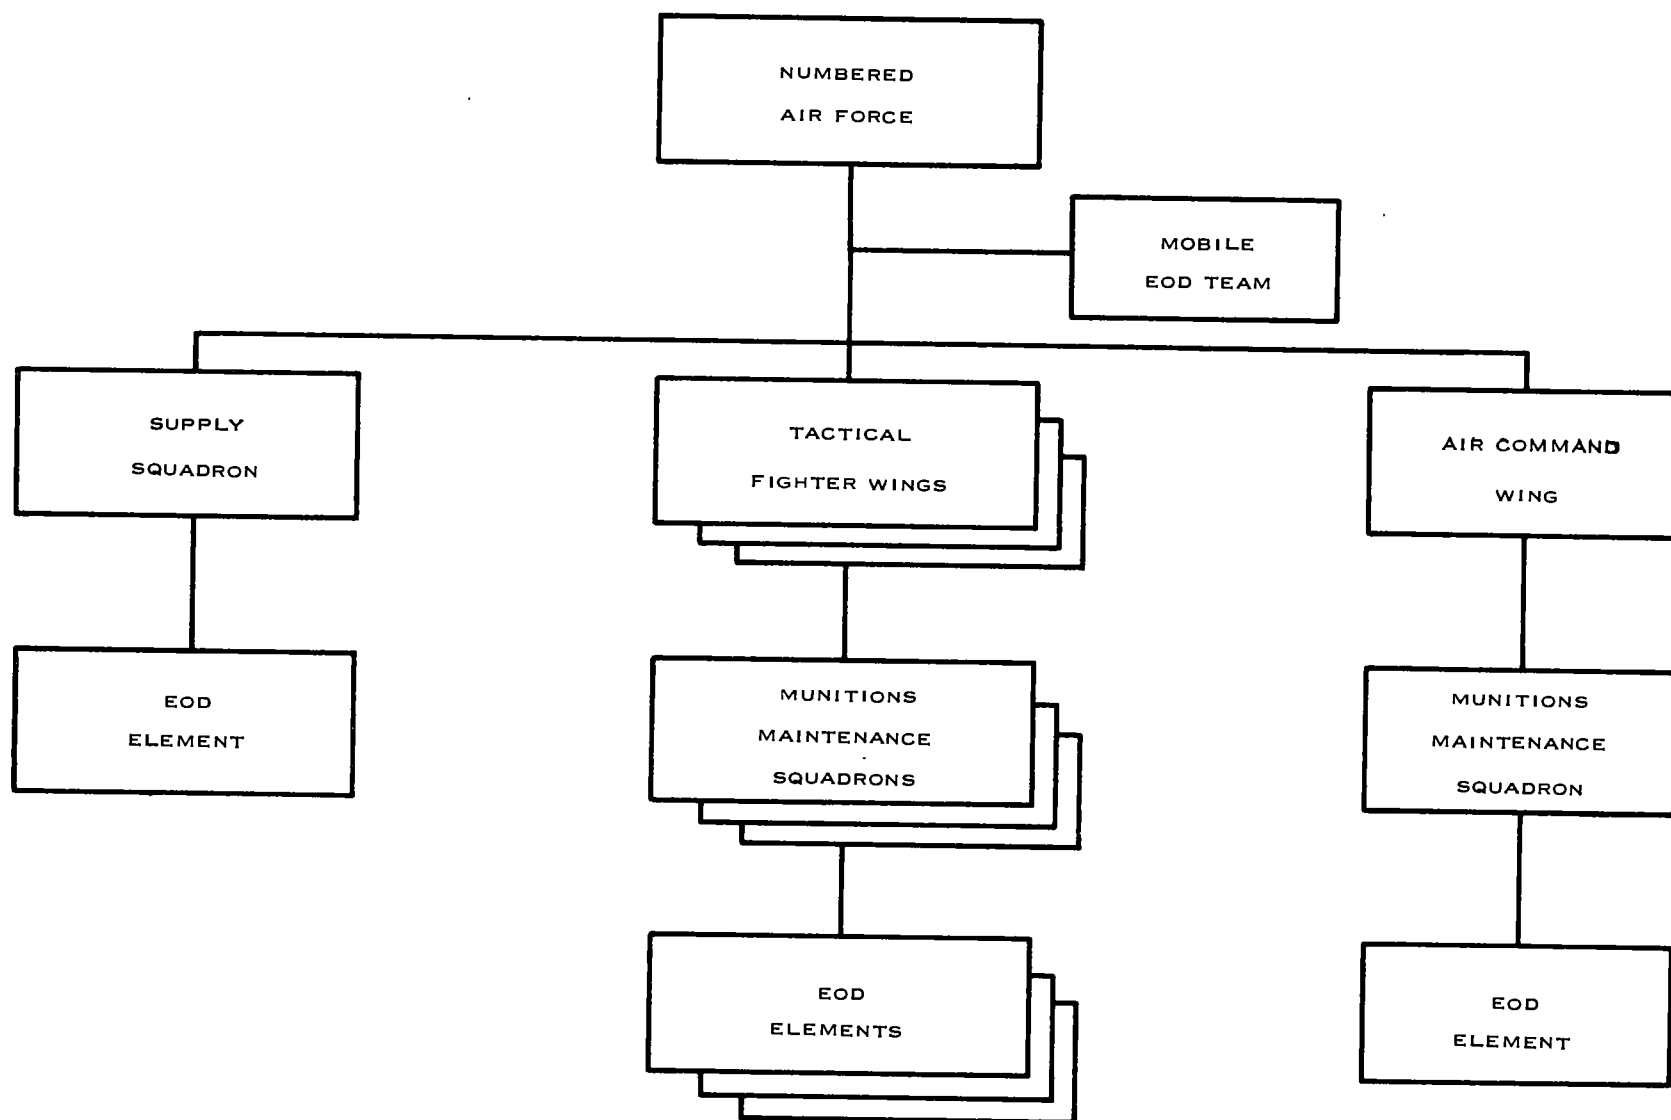 NUMBERED
AIR FORCE
MOBILE
EOD TEAM
SUPPLY
SQUADRON
TACTICAL
FIGHTER WINGS
AIR COMMAND
WING
EOD
ELEMENT
MUNITIONS
MAINTENANCE
SQUADRONS
MUNITIONS
MAINTENANCE
SQUADRON
EOD
ELEMENTS
EOD
ELEMENT